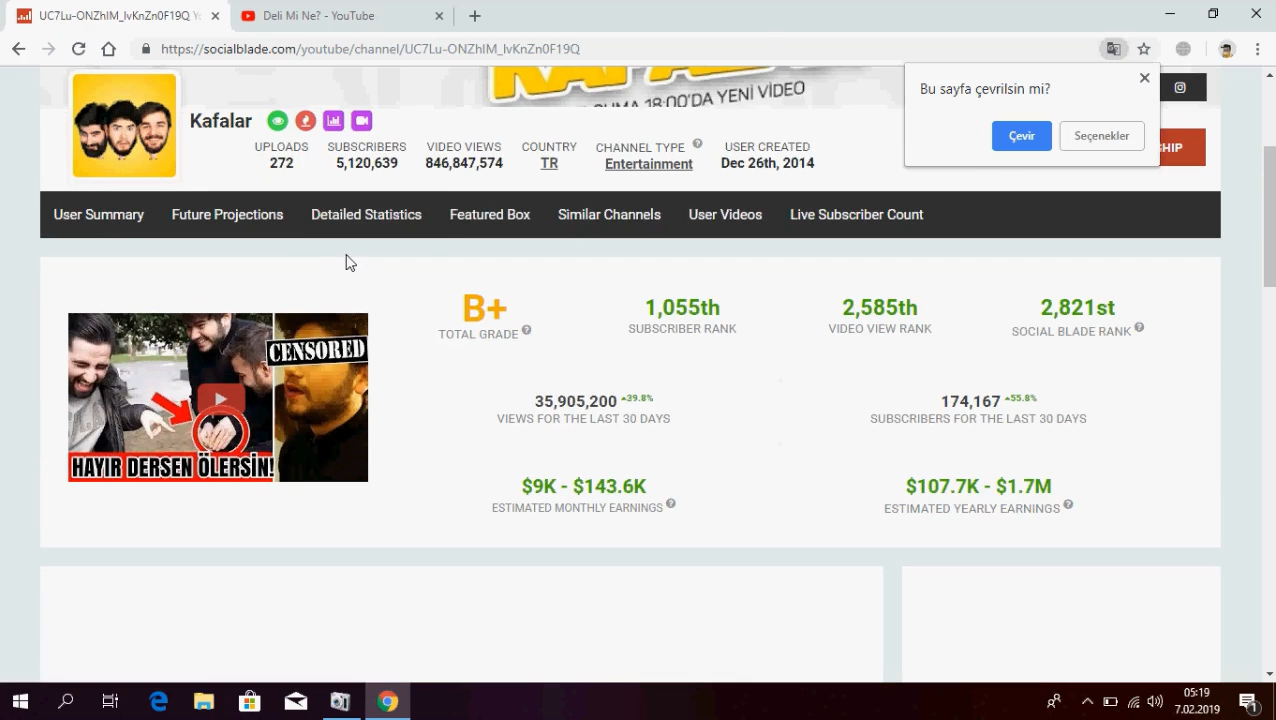 UC7Lu-ONZhIM_lvKnZn0F19Q Y
Deli Mi Ne? - YouTube
https://socialblade.com/youtube/channel/UC7Lu-ONZhIM_lvKnZn0F19Q
CUMA 18:00'DA YENİ VİDEO
Bu sayfa çevrilsin mi?
Çevir
Seçenekler
HIP
Kafalar
UPLOADS
272
SUBSCRIBERS
5,120,639
VIDEO VIEWS
846,847,574
COUNTRY
TR
CHANNEL TYPE
Entertainment
USER CREATED
Dec 26th, 2014
User Summary
Future Projections
Detailed Statistics
Featured Box
Similar Channels
User Videos
Live Subscriber Count
CENSORED
HAYIR DERSEN ÖLERSİN!
B+
TOTAL GRADE
1,055th
SUBSCRIBER RANK
2,585th
VIDEO VIEW RANK
2,821st
SOCIAL BLADE RANK
35,905,200 39.8%
VIEWS FOR THE LAST 30 DAYS
174,167 55.8%
SUBSCRIBERS FOR THE LAST 30 DAYS
$9K - $143.6K
ESTIMATED MONTHLY EARNINGS
$107.7K - $1.7M
ESTIMATED YEARLY EARNINGS
05:19
7.02.2019
1